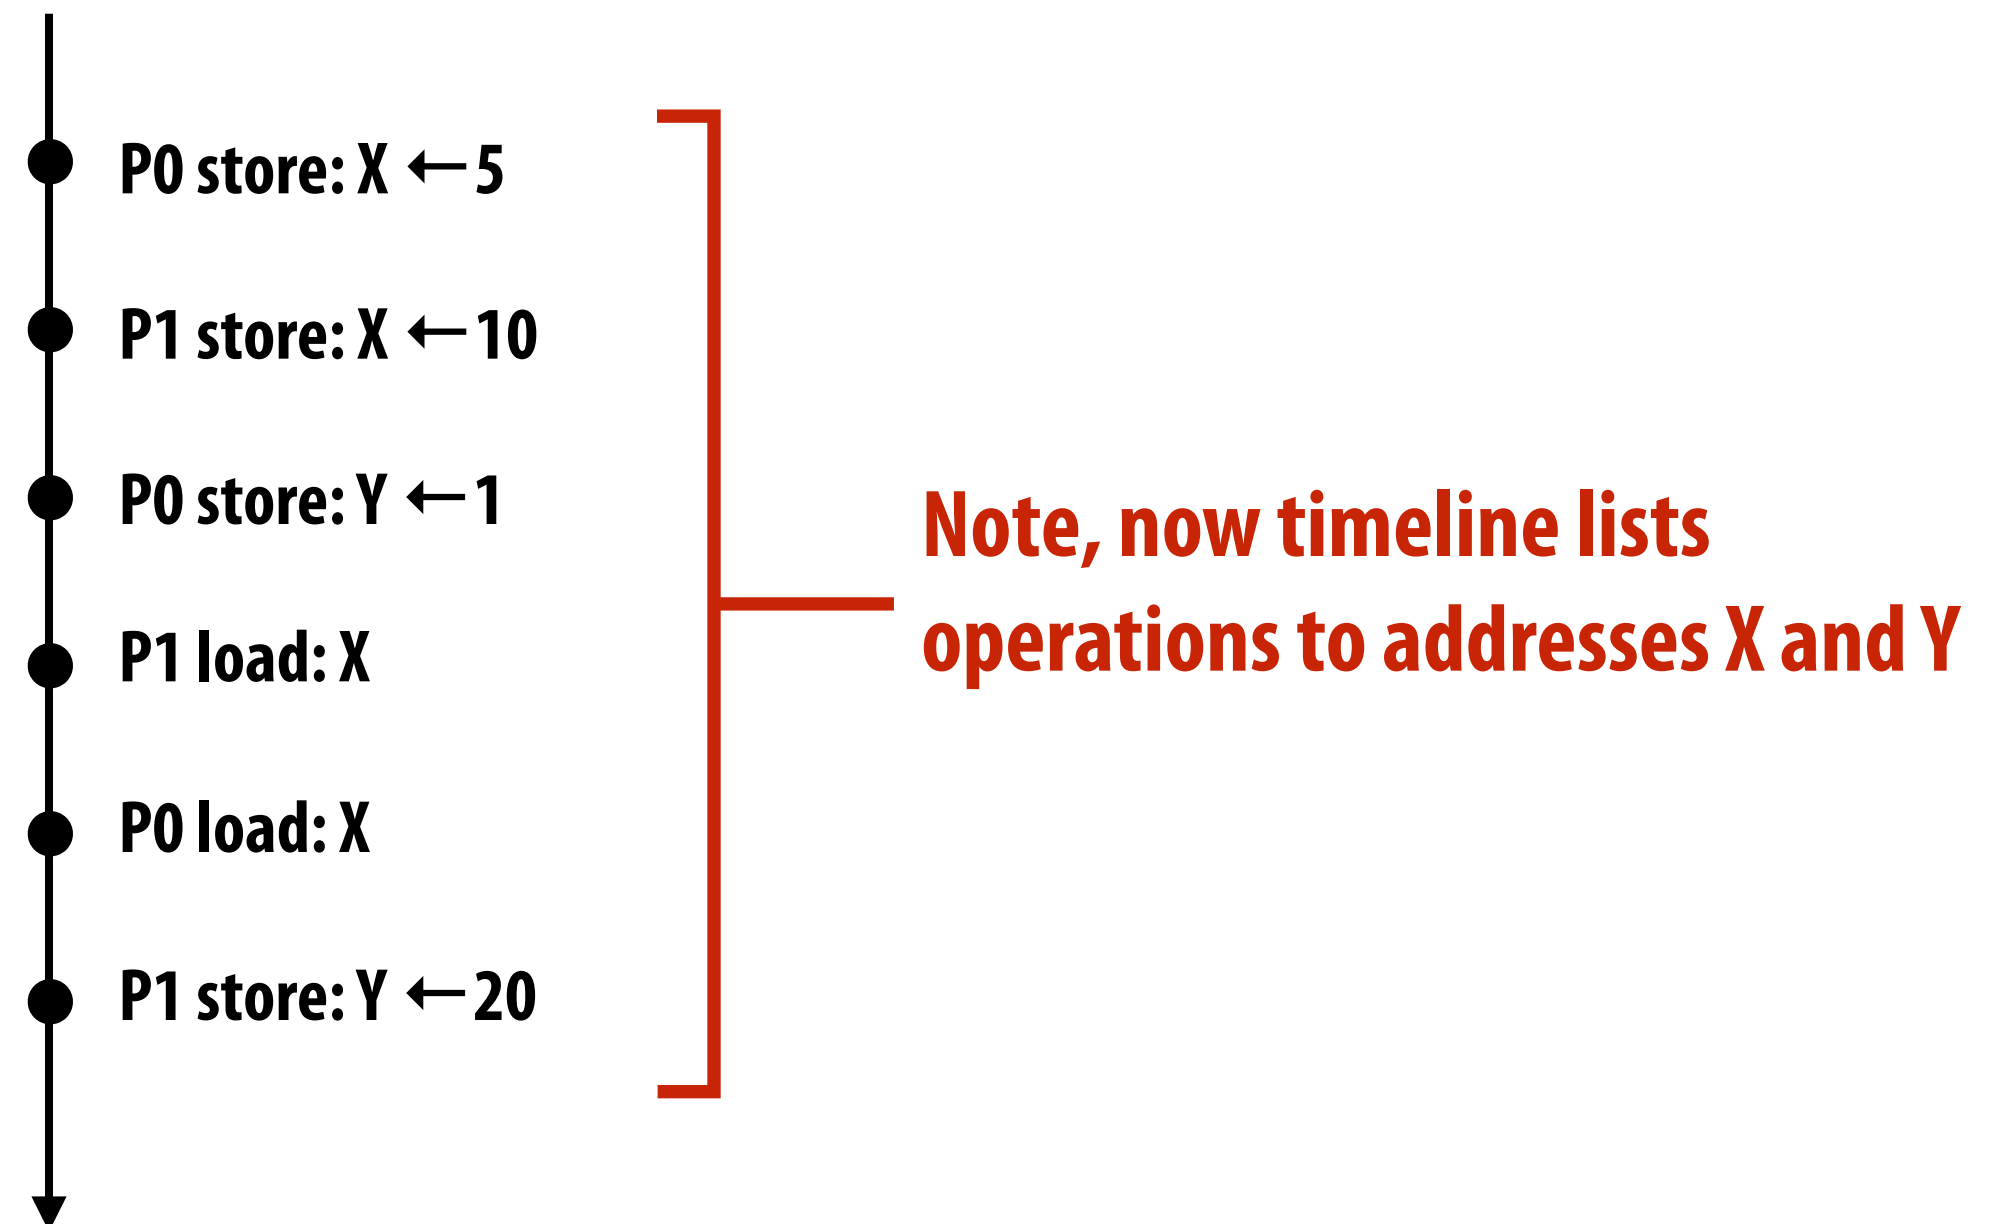 P0 store: X ← 5
P1 store: X ← 10
P0 store: Y ← 1
P1 load: X
P0 load: X
P1 store: Y ← 20
Note, now timeline lists
operations to addresses X and Y